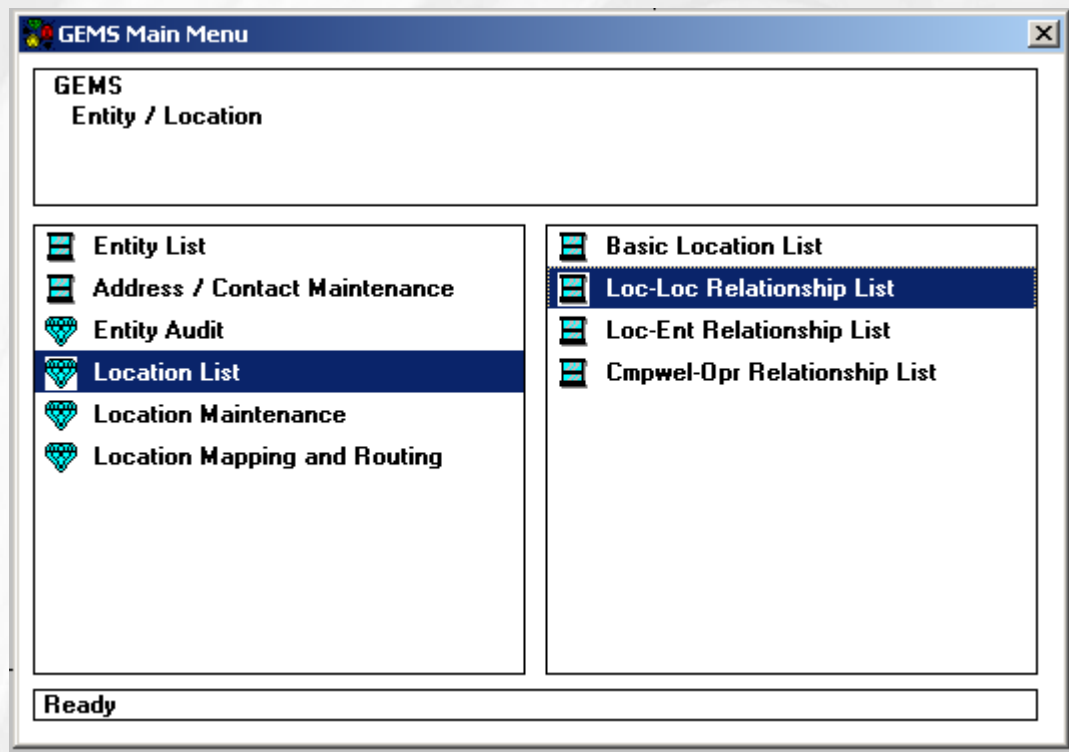 GEMS Main Menu
GEMS
Entity / Location
Entity List
Address / Contact Maintenance
Entity Audit
Location List
Location Maintenance
Location Mapping and Routing
Basic Location List
Loc-Loc Relationship List
Loc-Ent Relationship List
Cmpwel-Opr Relationship List
Ready